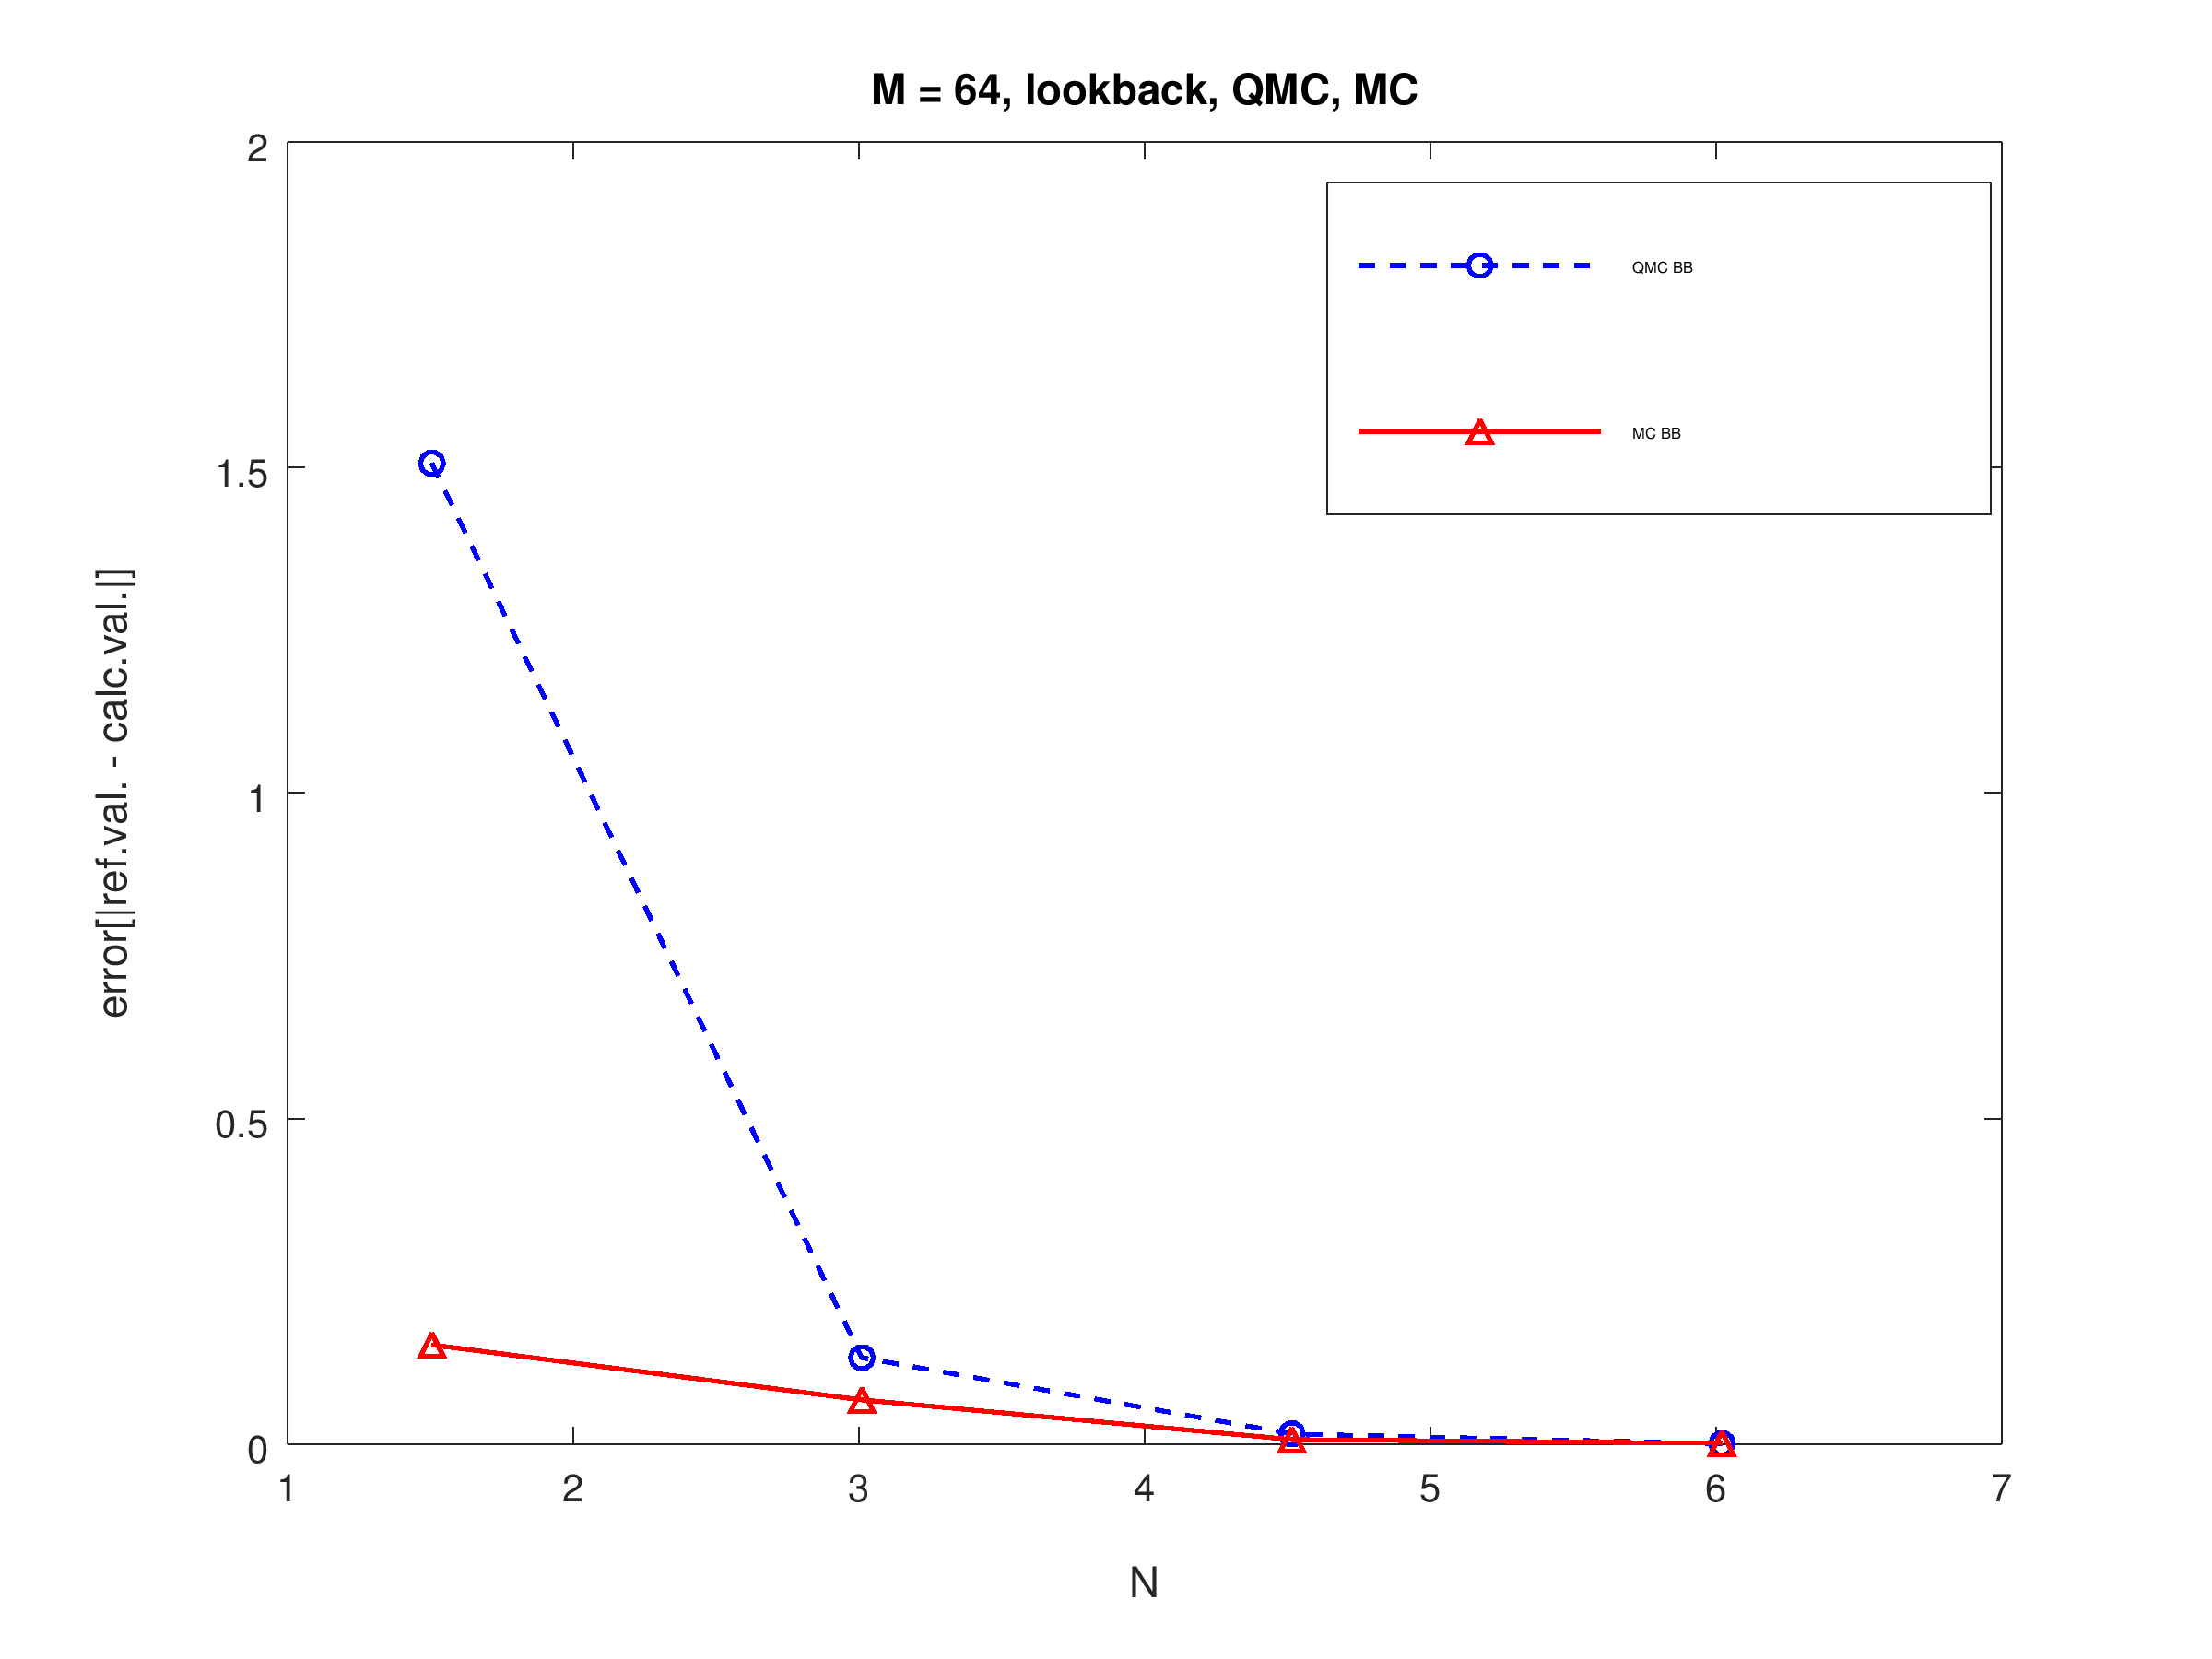 M = 64, lookback, QMC, MC
2
1.5
1
0.5
0
error[|ref.val. - calc.val.|]
QMC BB
MC BB
1 2 3 4 5 6 7
N